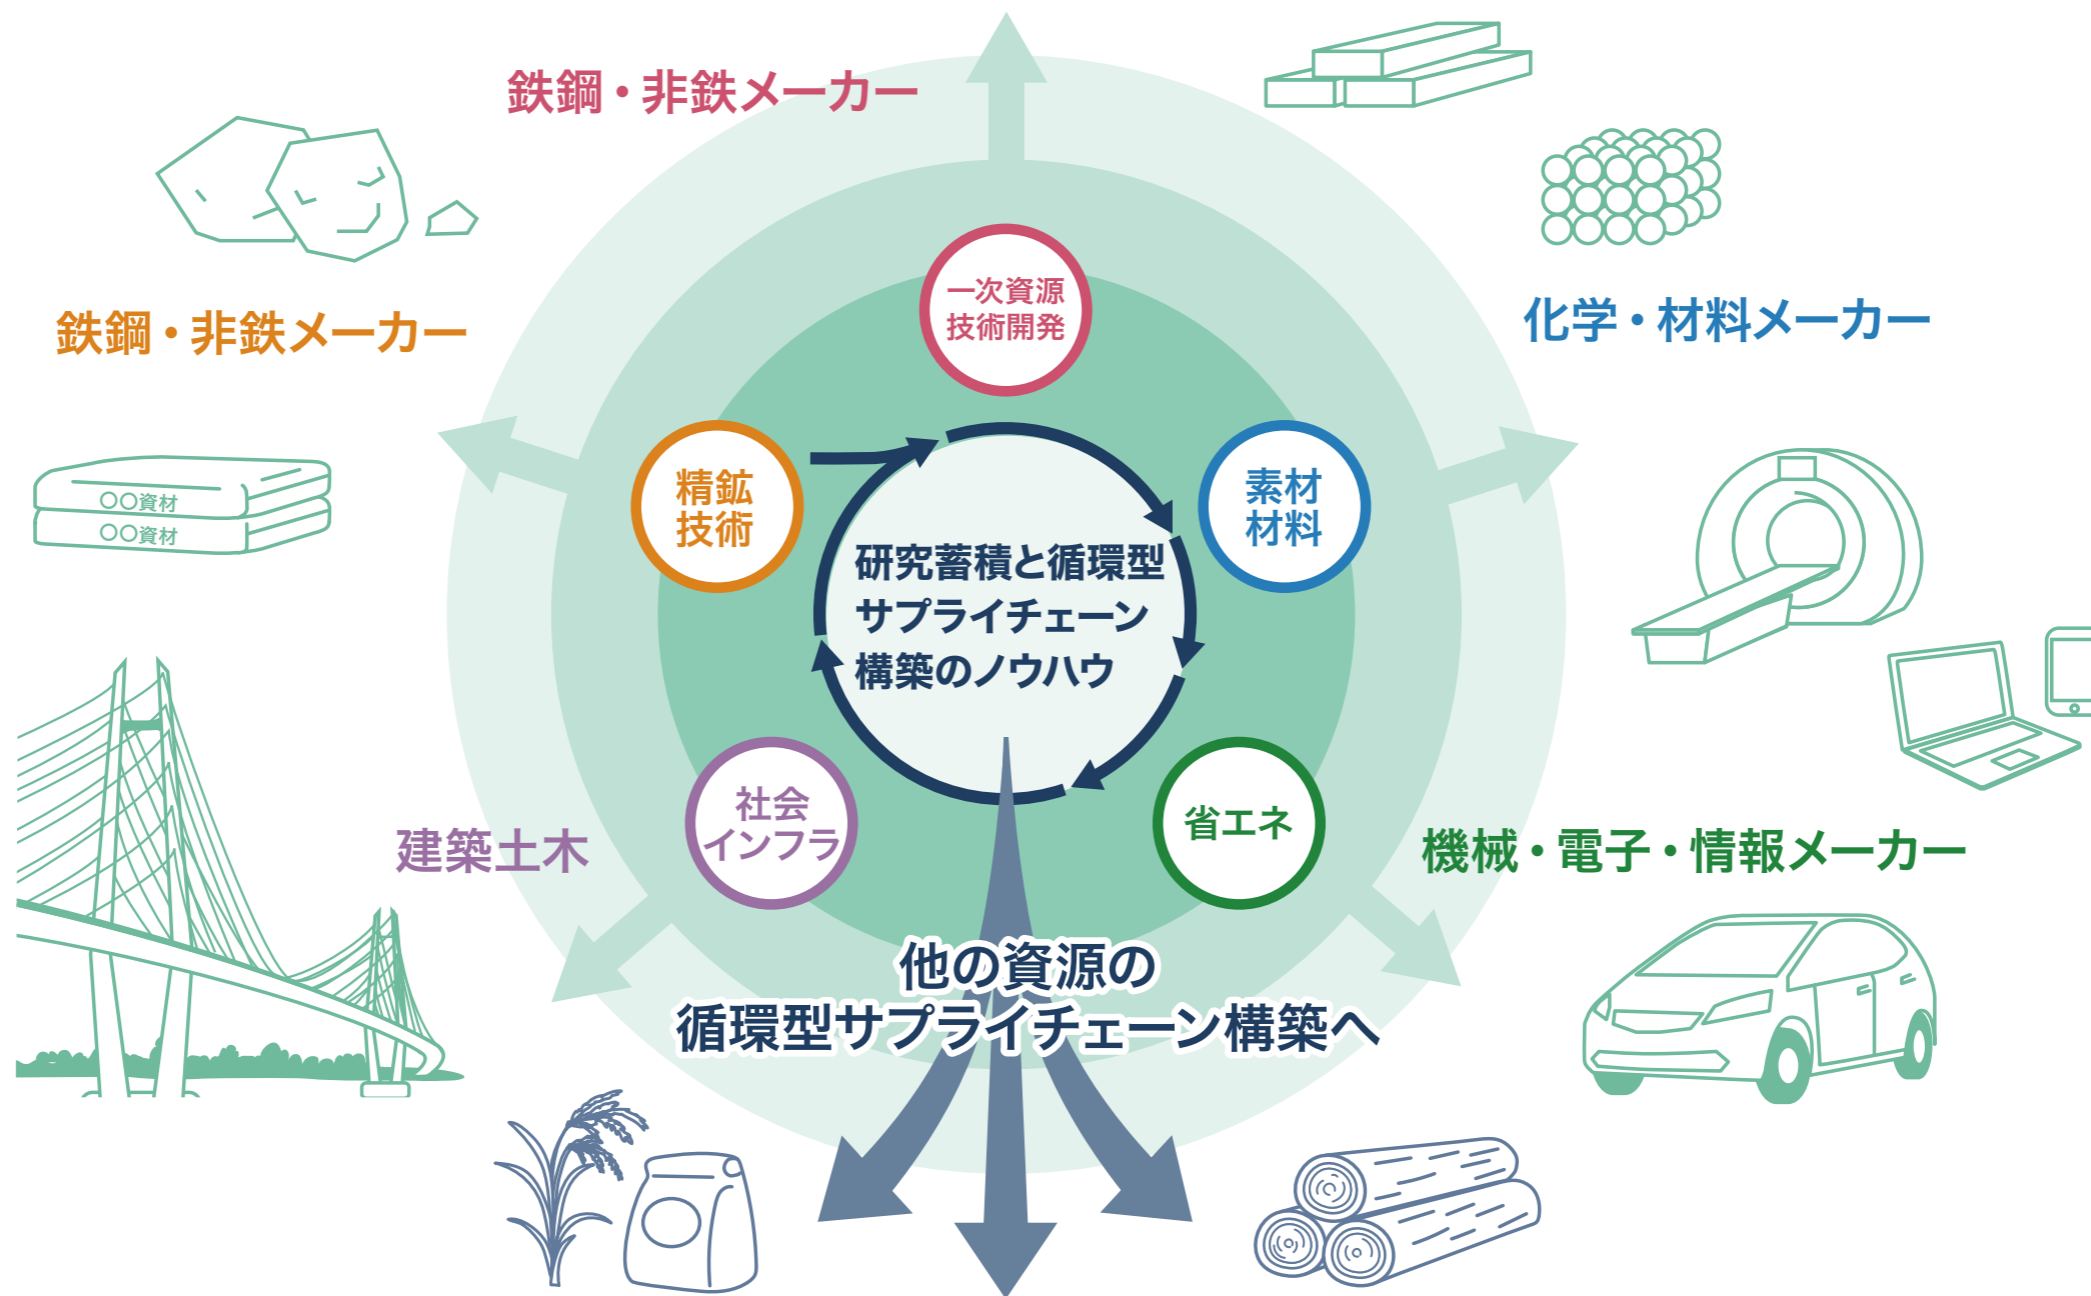 鉄鋼・非鉄メーカー
一次資源
技術開発
鉄鋼・非鉄メーカー
化学・材料メーカー
精鉱
技術
素材
材料
〇〇資材
〇〇資材
研究蓄積と循環型
サプライチェーン
構築のノウハウ
社会
インフラ
省エネ
建築土木
機械・電子・情報メーカー
他の資源の
循環型サプライチェーン構築へ